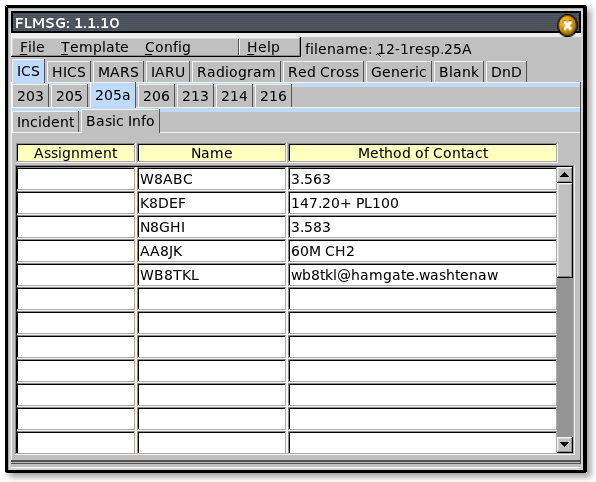 FLMSG: 1.1.10
File Template Config Help filename: 12-1resp.25A
ICS HICS MARS IARU Radiogram Red Cross Generic Blank DnD
203 205 205a 206 213 214 216
Incident Basic Info
Assignment Name Method of Contact
W8ABC 3.563
K8DEF 147.20+ PL100
N8GHI 3.583
AA8JK 60M CH2
WB8TKL wb8tkl@hamgate.washtenaw